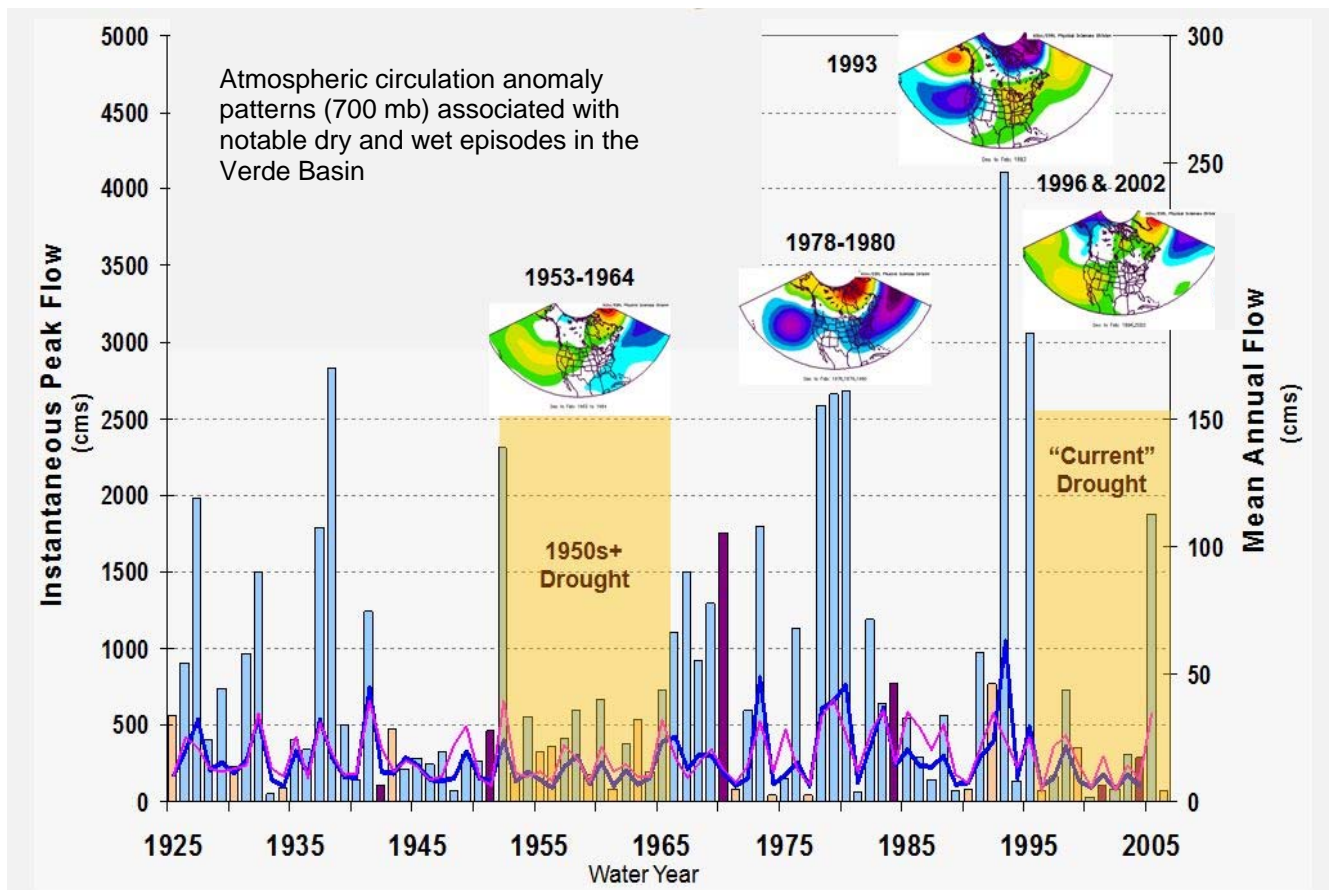 Atmospheric circulation anomaly
patterns (700 mb) associated with
notable dry and wet episodes in the
Verde Basin
1993
1996 & 2002
1978-1980
1953-1964
1950s+
Drought
“Current”
Drought
Instantaneous Peak Flow
(cms)
5000
4500
4000
3500
3000
2500
2000
1500
1000
500
0
Mean Annual Flow
(cms)
300
250
150
100
50
0
1925
1935
1945
1955
1965
1975
1985
1995
2005
Water Year